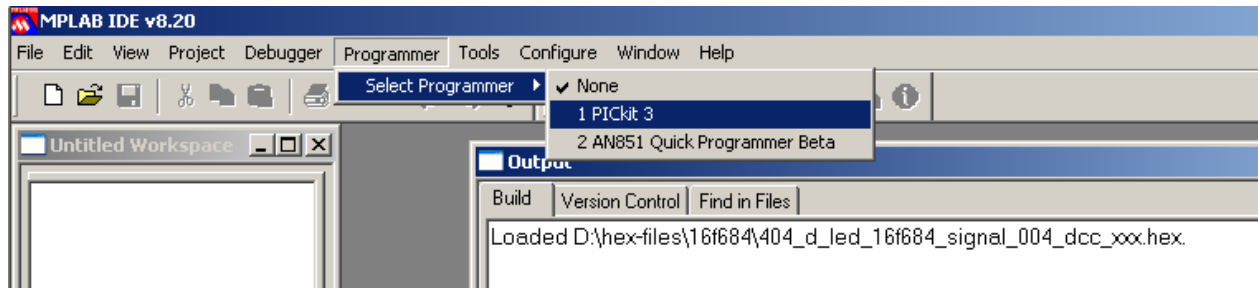 MPLAB IDE v8.20
File Edit View Project Debugger Programmer Tools Configure Window Help
Select Programmer
None
1 PICkit 3
2 AN851 Quick Programmer Beta
Untitled Workspace
Output
Build Version Control Find in Files
Loaded D:\hex-files\16f684\404_d_led_16f684_signal_004_dcc_xxx.hex.